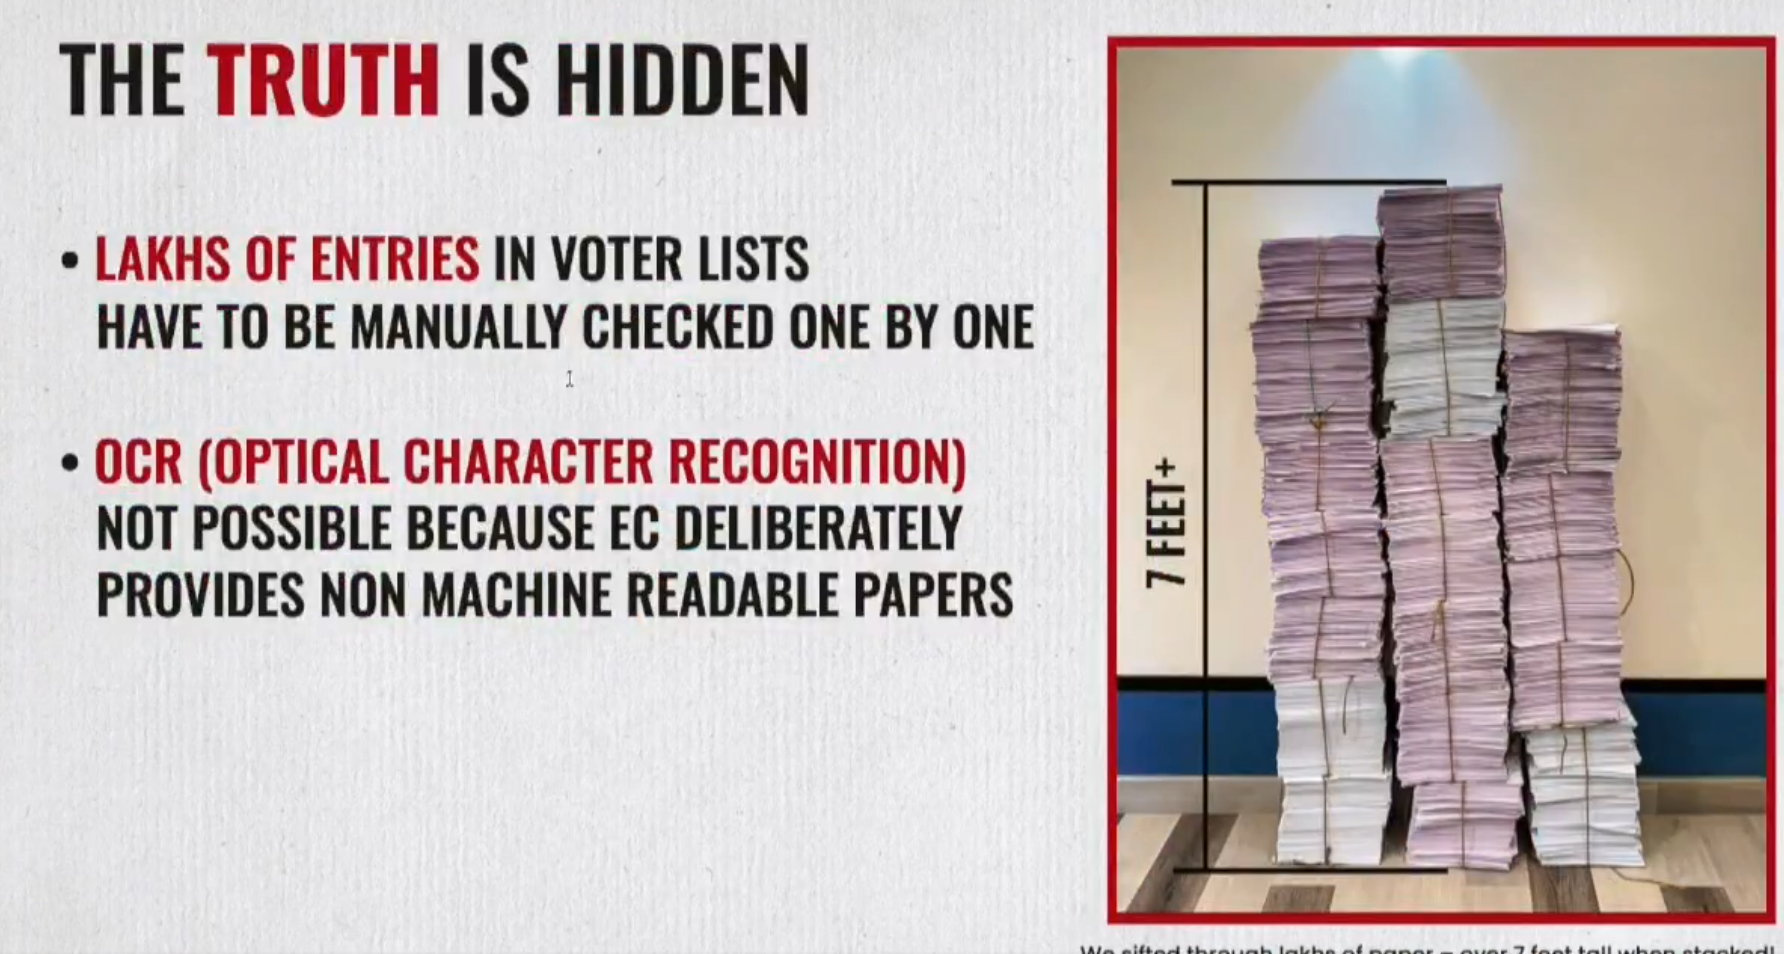 THE TRUTH IS HIDDEN
• LAKHS OF ENTRIES IN VOTER LISTS
HAVE TO BE MANUALLY CHECKED ONE BY ONE
• OCR (OPTICAL CHARACTER RECOGNITION)
NOT POSSIBLE BECAUSE EC DELIBERATELY
PROVIDES NON MACHINE READABLE PAPERS
7 FEET+
We sifted through lakhs of paper – over 7 feet tall when stacked!